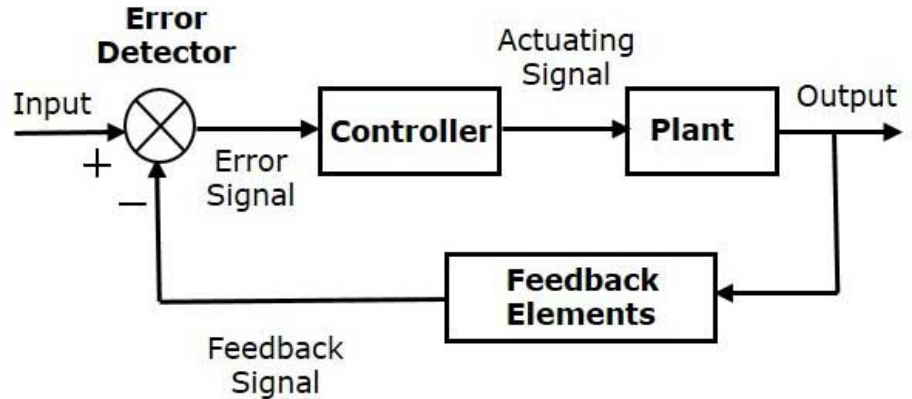 Error
Detector
Actuating
Signal
Input
Output
Controller
Plant
+
Error
Signal
−
Feedback
Elements
Feedback
Signal